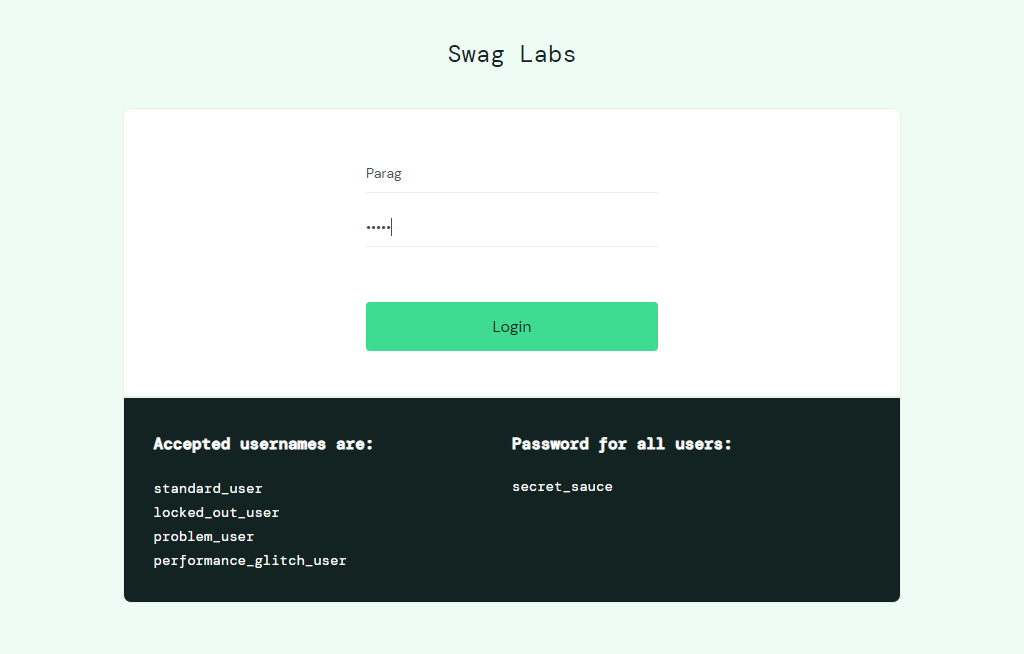 Swag Labs
Parag
•••••
Login
Accepted usernames are:
standard_user
locked_out_user
problem_user
performance_glitch_user
Password for all users:
secret_sauce